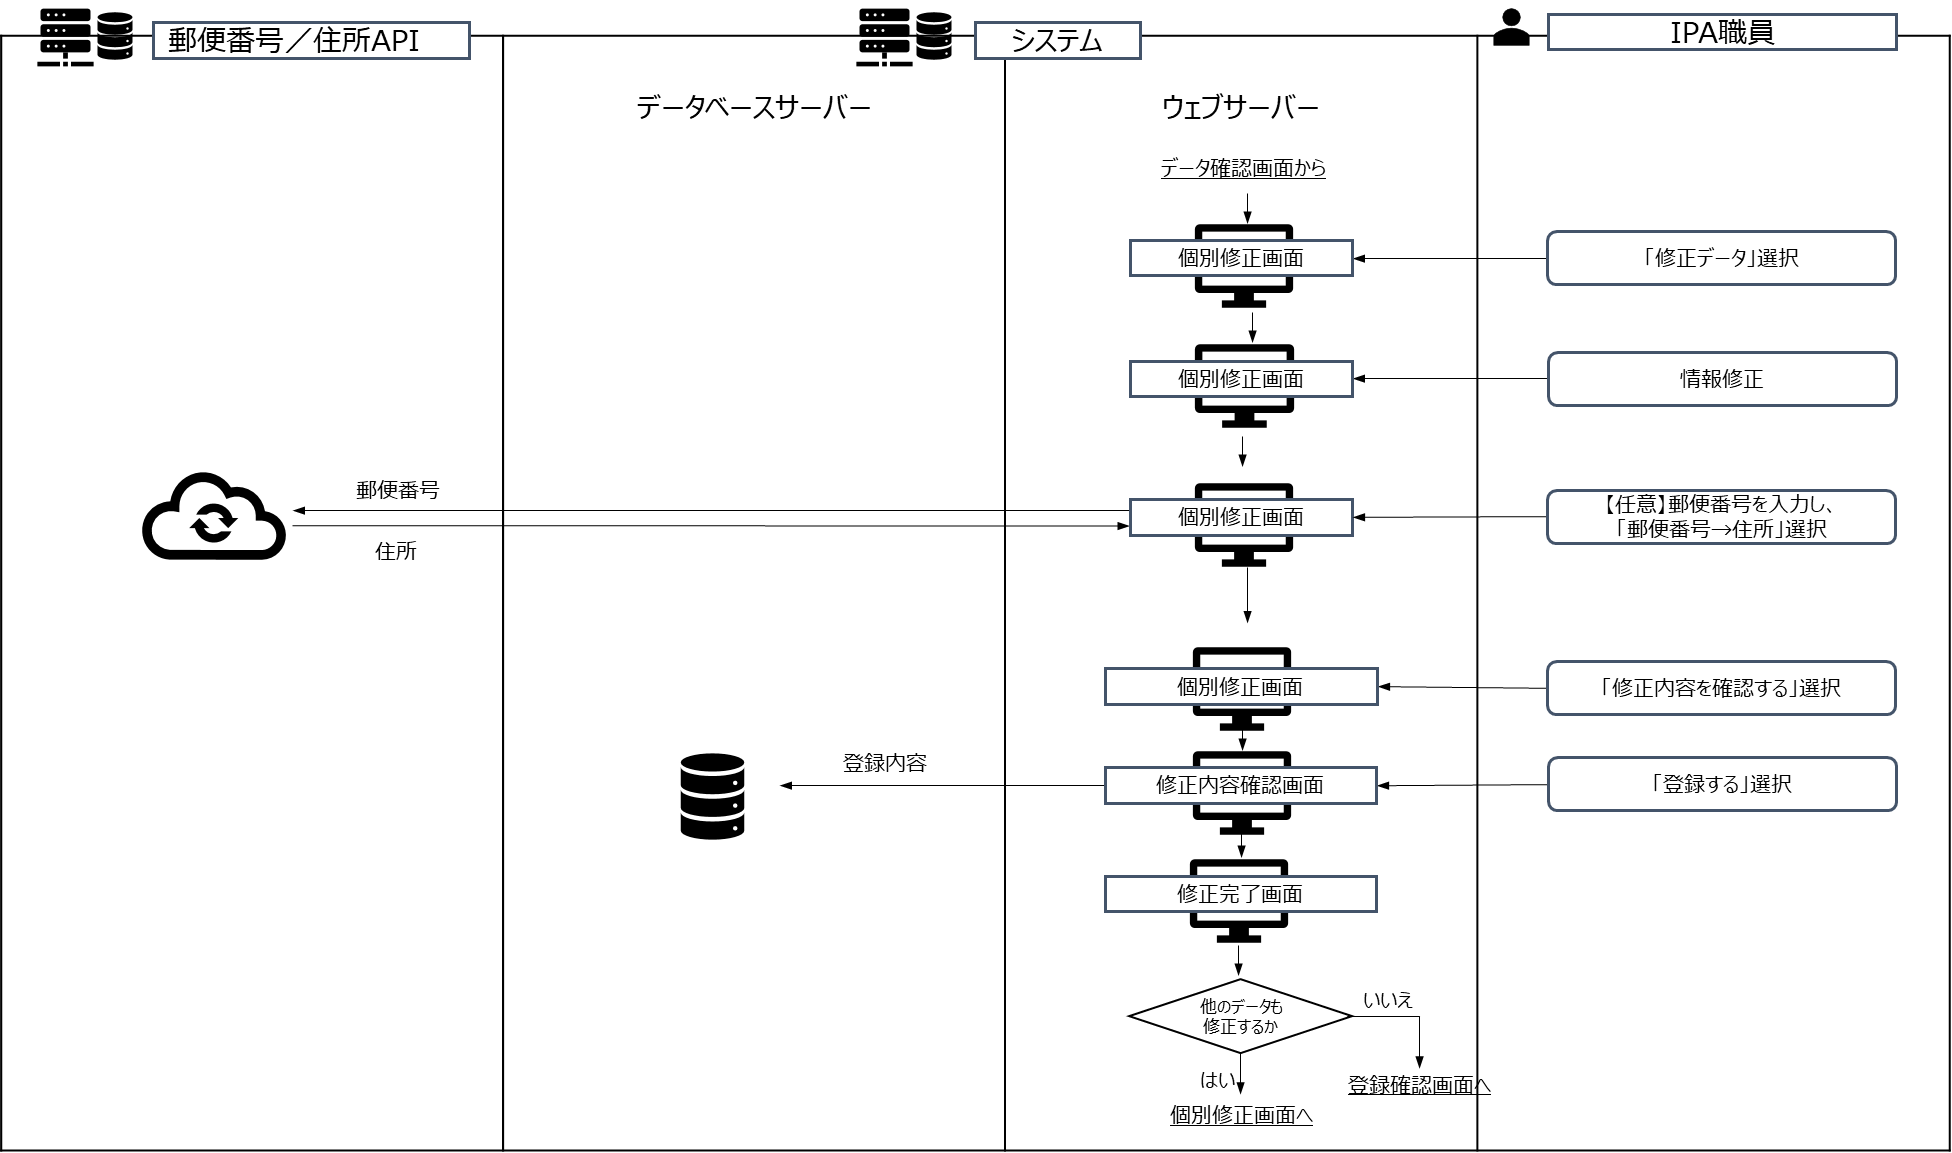 郵便番号／住所API
システム
IPA職員
データベースサーバー
ウェブサーバー
データ確認画面から
個別修正画面
「修正データ」選択
個別修正画面
情報修正
郵便番号
住所
個別修正画面
【任意】郵便番号を入力し、
「郵便番号→住所」選択
個別修正画面
「修正内容を確認する」選択
登録内容
修正内容確認画面
「登録する」選択
修正完了画面
他のデータも
修正するか
いいえ
はい
登録確認画面へ
個別修正画面へ